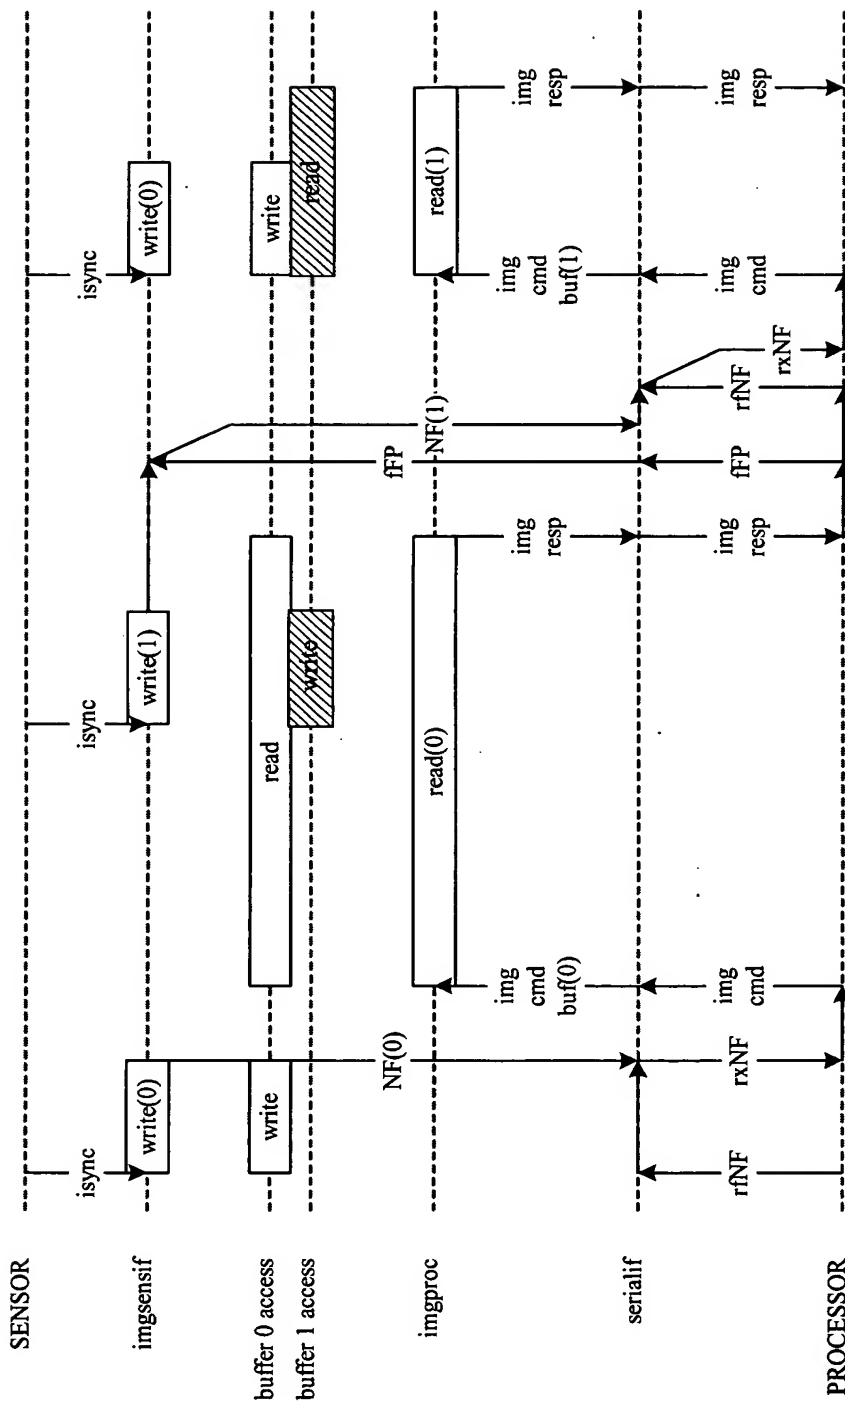 SENSOR
isync
isync
isync
imgsensif
write(0)
write(1)
write(0)
buffer 0 access
write
read
write
buffer 1 access
write
read
NF(0)
fFP
NF(1)
imgproc
read(0)
read(1)
img
cmd
buf(0)
img
resp
img
cmd
buf(1)
img
resp
serialif
rfNF
rxNF
img
cmd
img
resp
fFP
rfNF
rxNF
img
cmd
img
resp
PROCESSOR